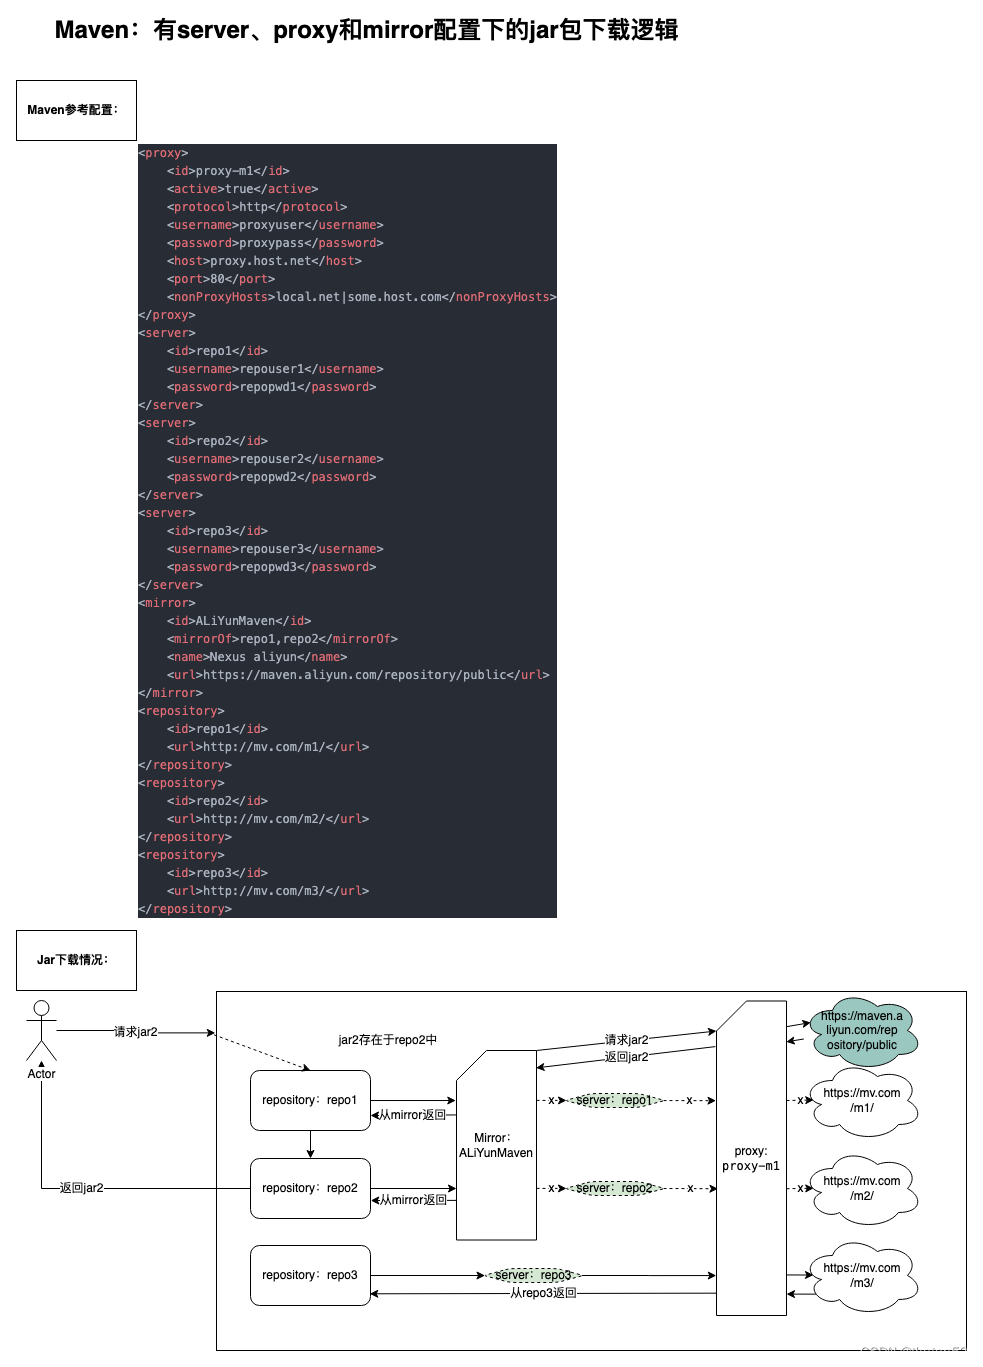 Maven：有server、proxy和mirror配置下的jar包下载逻辑
Maven参考配置：
<proxy>
    <id>proxy-m1</id>
    <active>true</active>
    <protocol>http</protocol>
    <username>proxyuser</username>
    <password>proxypass</password>
    <host>proxy.host.net</host>
    <port>80</port>
    <nonProxyHosts>local.net|some.host.com</nonProxyHosts>
</proxy>
<server>
    <id>repo1</id>
    <username>repouser1</username>
    <password>repopwd1</password>
</server>
<server>
    <id>repo2</id>
    <username>repouser2</username>
    <password>repopwd2</password>
</server>
<server>
    <id>repo3</id>
    <username>repouser3</username>
    <password>repopwd3</password>
</server>
<mirror>
    <id>ALiYunMaven</id>
    <mirrorOf>repo1,repo2</mirrorOf>
    <name>Nexus aliyun</name>
    <url>https://maven.aliyun.com/repository/public</url>
</mirror>
<repository>
    <id>repo1</id>
    <url>http://mv.com/m1/</url>
</repository>
<repository>
    <id>repo2</id>
    <url>http://mv.com/m2/</url>
</repository>
<repository>
    <id>repo3</id>
    <url>http://mv.com/m3/</url>
</repository>
Jar下载情况：
请求jar2
Actor
返回jar2
jar2存在于repo2中
repository：repo1
从mirror返回
repository：repo2
从mirror返回
repository：repo3
Mirror：
ALiYunMaven
请求jar2
返回jar2
x
server：repo1
x
x
server：repo2
x
server：repo3
从repo3返回
proxy:
proxy-m1
https://maven.a
liyun.com/rep
ository/public
x
https://mv.com
/m1/
x
https://mv.com
/m2/
https://mv.com
/m3/